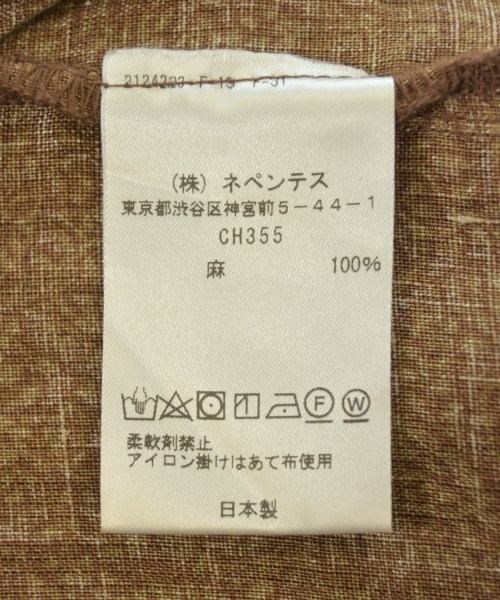 (株) ネペンテス
東京都渋谷区神宮前5-44-1
CH355
麻 100%
F W
柔軟剤禁止
アイロン掛けはあて布使用
日本製